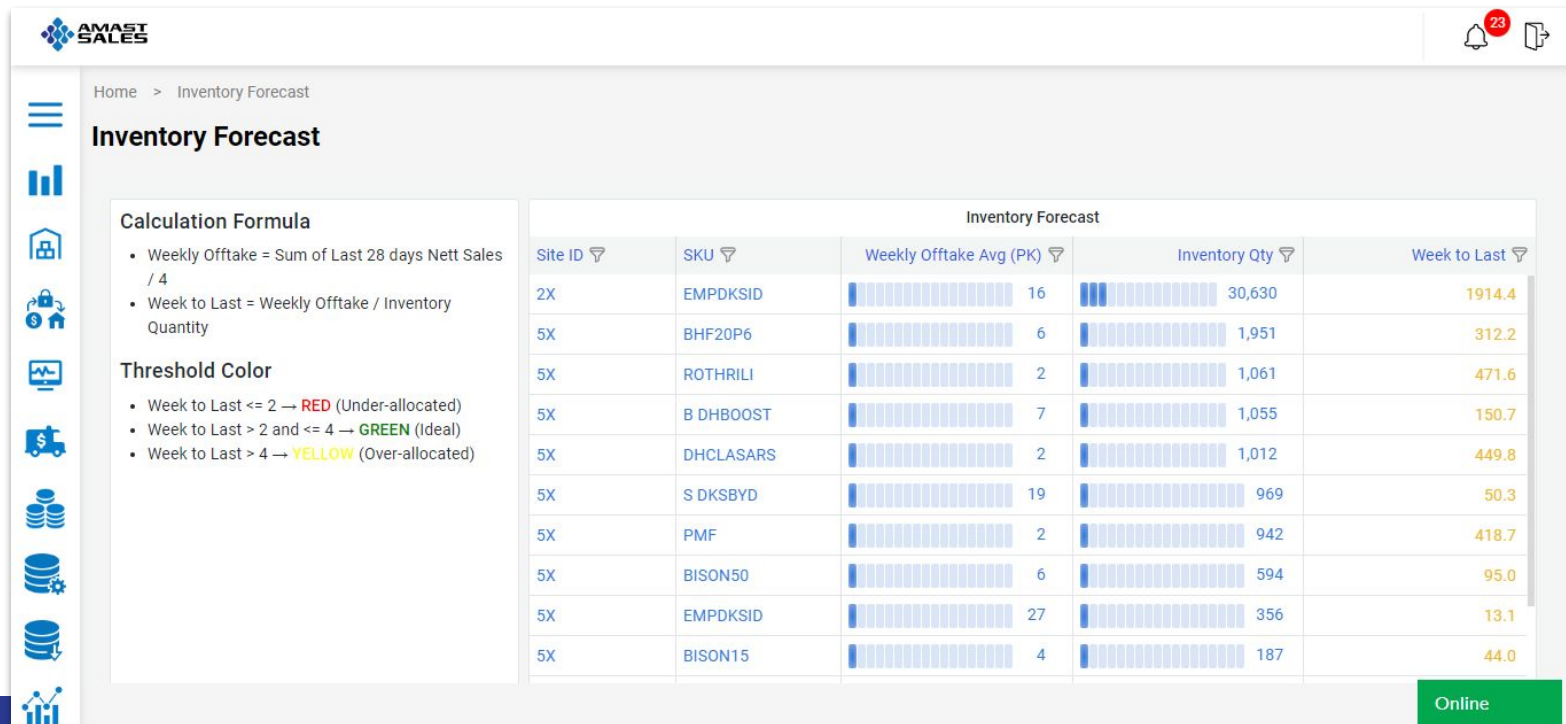 AMAST
SALES
23
Home > Inventory Forecast
Inventory Forecast
Calculation Formula
• Weekly Offtake = Sum of Last 28 days Nett Sales
/ 4
• Week to Last = Weekly Offtake / Inventory
Quantity
Threshold Color
• Week to Last <= 2 → RED (Under-allocated)
• Week to Last > 2 and <= 4 → GREEN (Ideal)
• Week to Last > 4 → YELLOW (Over-allocated)
Inventory Forecast
Site ID SKU Weekly Offtake Avg (PK) Inventory Qty Week to Last
2X EMPDKSID 16 30,630 1914.4
5X BHF20P6 6 1,951 312.2
5X ROTHRILI 2 1,061 471.6
5X B DHBOOST 7 1,055 150.7
5X DHCLASARS 2 1,012 449.8
5X S DKSBYD 19 969 50.3
5X PMF 2 942 418.7
5X BISON50 6 594 95.0
5X EMPDKSID 27 356 13.1
5X BISON15 4 187 44.0
Online